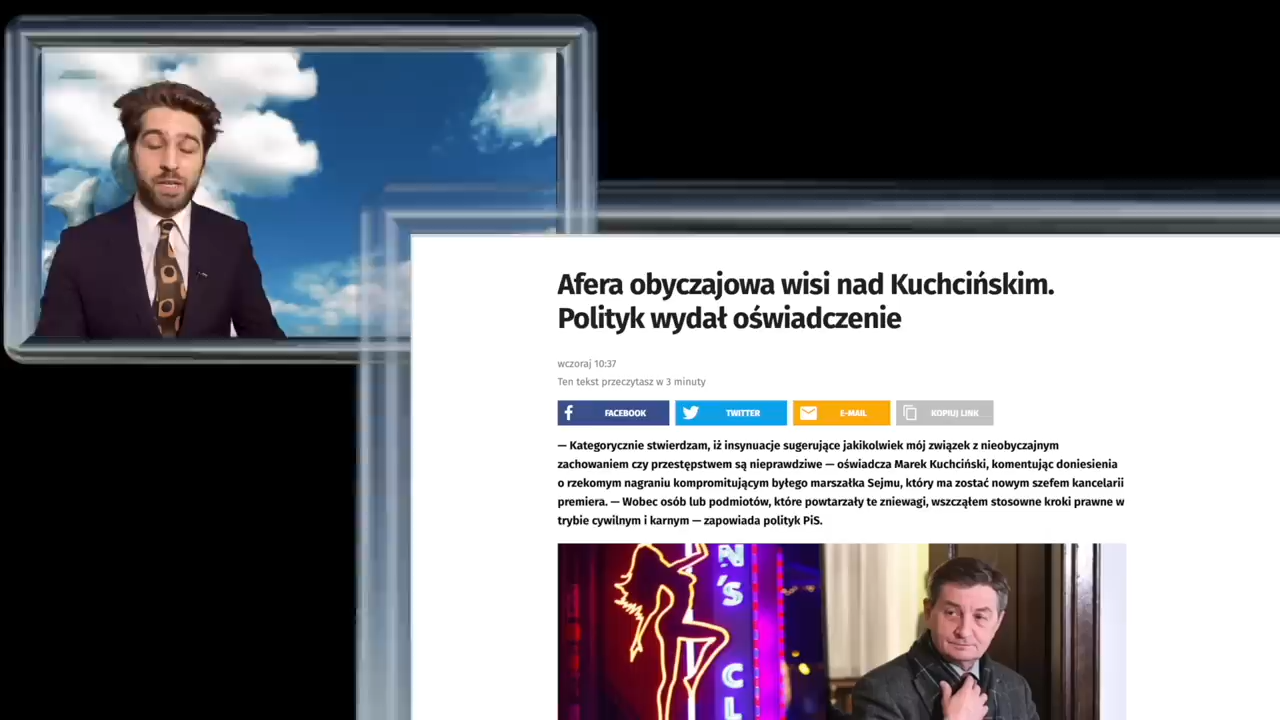 Afera obyczajowa wisi nad Kuchcińskim.
Polityk wydał oświadczenie
wczoraj 10:37
Ten tekst przeczytasz w 3 minuty
FACEBOOK
TWITTER
E-MAIL
KOPIUJ LINK
— Kategorycznie stwierdzam, iż insynuacje sugerujące jakikolwiek mój związek z nieobyczajnym
zachowaniem czy przestępstwem są nieprawdziwe — oświadcza Marek Kuchciński, komentując doniesienia
o rzekomym nagraniu kompromitującym byłego marszałka Sejmu, który ma zostać nowym szefem kancelarii
premiera. — Wobec osób lub podmiotów, które powtarzały te zniewagi, wszcząłem stosowne kroki prawne w
trybie cywilnym i karnym — zapowiada polityk PiS.
N
'S
C
L